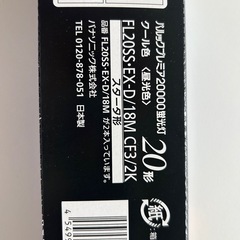 パルックプレミア20000蛍光灯
クール色〈昼光色〉
20形
FL20SS・EX-D/18M CF3/2K
スタータ形
品番 FL20SS・EX-D/18M が2本入っています。
パナソニック株式会社
TEL 0120-878-051
日本製
紙